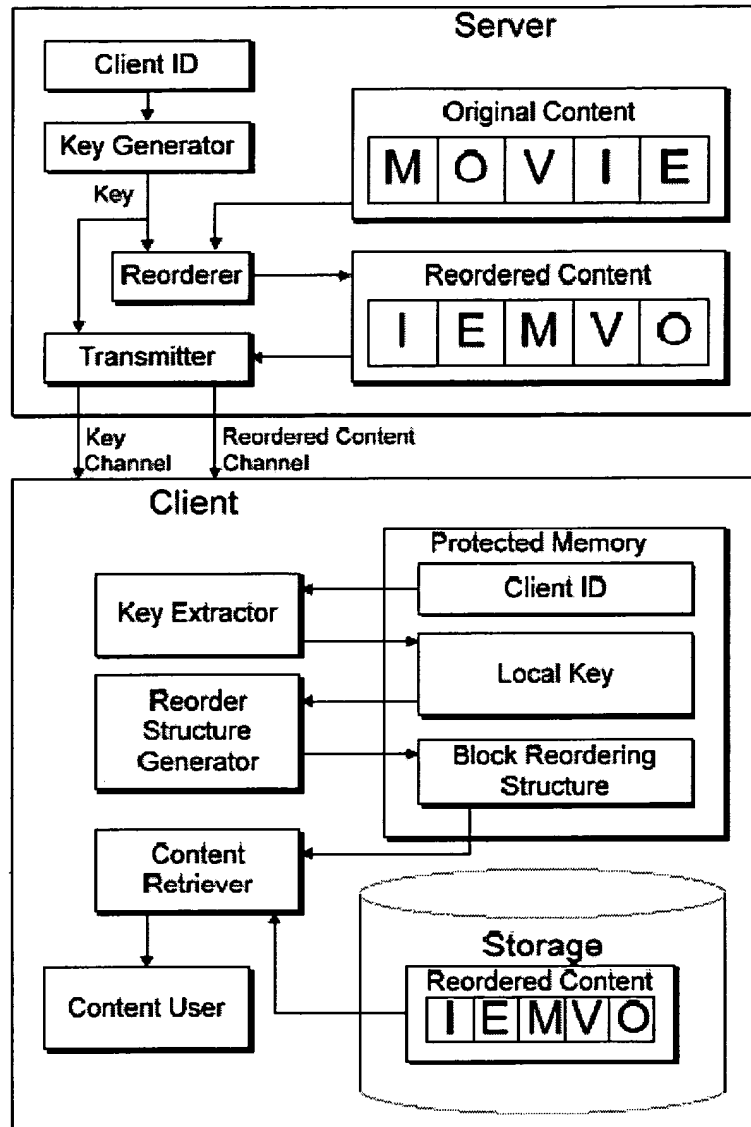 Server
Client ID
Key Generator
Key
Original Content
M O V I E
Reorderer
Reordered Content
I E M V O
Transmitter
Key
Channel
Reordered Content
Channel
Client
Protected Memory
Client ID
Key Extractor
Local Key
Reorder
Structure
Generator
Block Reordering
Structure
Content
Retriever
Storage
Reordered Content
I E M V O
Content User